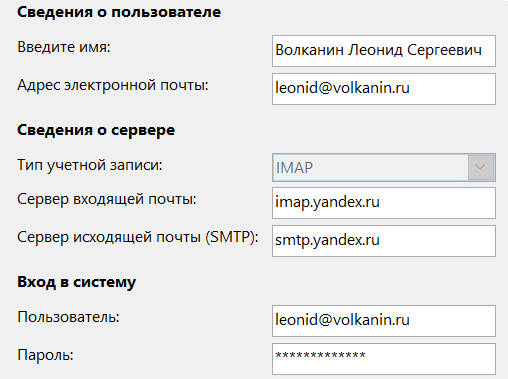 Сведения о пользователе
Введите имя: Волканин Леонид Сергеевич
Адрес электронной почты: leonid@volkanin.ru
Сведения о сервере
Тип учетной записи: IMAP
Сервер входящей почты: imap.yandex.ru
Сервер исходящей почты (SMTP): smtp.yandex.ru
Вход в систему
Пользователь: leonid@volkanin.ru
Пароль: *************